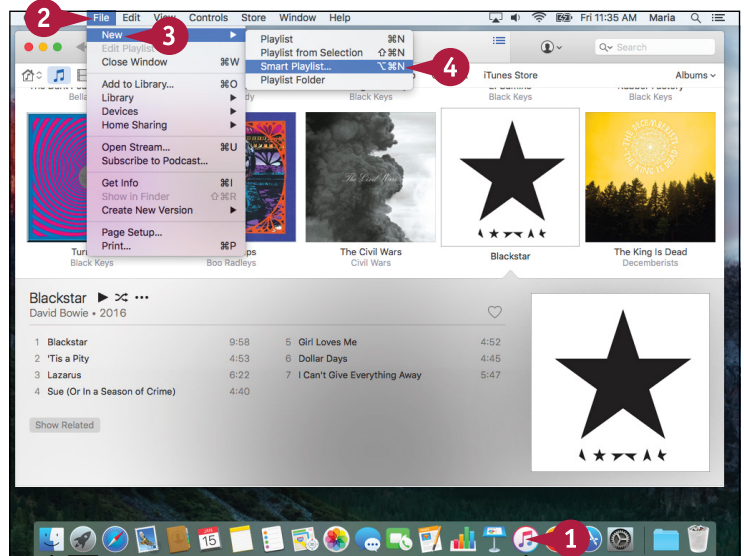 2 File Edit View Controls Store Window Help Fri 11:35 AM Maria
New 3
Edit Playlist
Close Window ⌘W
Add to Library... ⌘O
Library
Devices
Home Sharing
Open Stream... ⌘U
Subscribe to Podcast...
Get Info ⌘I
Show in Finder ⇧⌘R
Create New Version
Page Setup...
Print... ⌘P
Playlist ⌘N
Playlist from Selection ⇧⌘N
Smart Playlist... ⌥⌘N 4
Playlist Folder
Search
iTunes Store Albums
Black Keys Black Keys Black Keys
The Civil Wars
Black Keys Boo Radleys Civil Wars
Blackstar
The King Is Dead
Decemberists
Blackstar
David Bowie • 2016
1 Blackstar 9:58
2 'Tis a Pity 4:53
3 Lazarus 6:22
4 Sue (Or In a Season of Crime) 4:40
5 Girl Loves Me 4:52
6 Dollar Days 4:45
7 I Can't Give Everything Away 5:47
Show Related
JAN
15
1